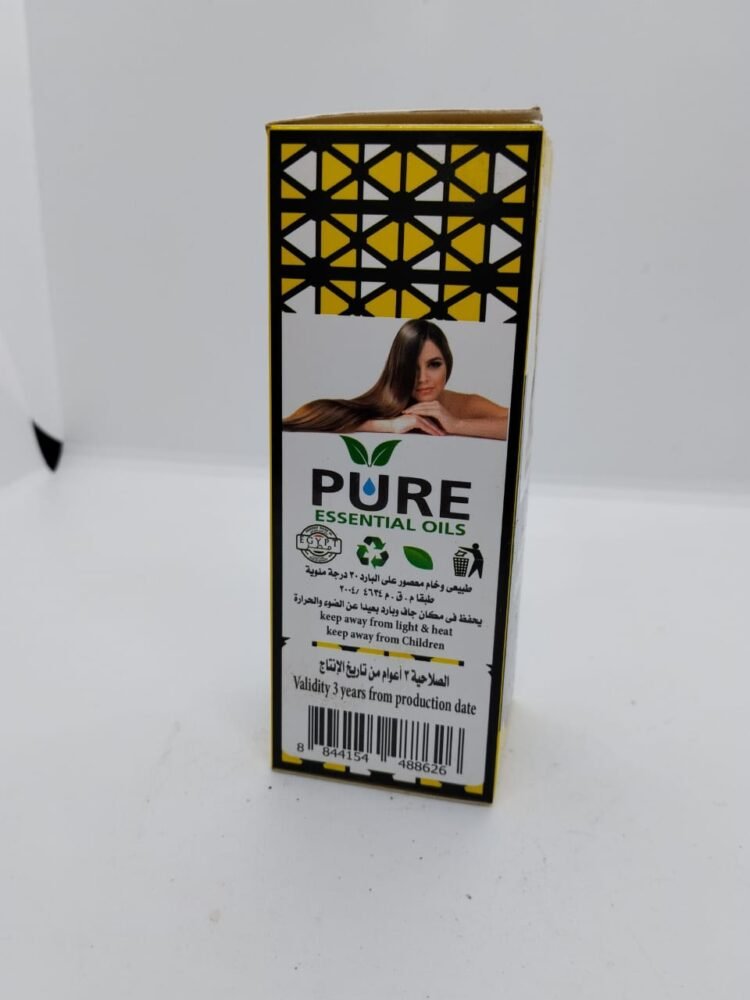 PURE
ESSENTIAL OILS
EGYPT
طبيعى وخام معصور على البارد ٣٠ درجة مئوية
طبقا م . ق . م ٤٦٣٤ /٢٠٠٤
يحفظ فى مكان جاف وبارد بعيدا عن الضوء والحرارة
keep away from light & heat
keep away from Children
الصلاحية ٣ أعوام من تاريخ الإنتاج
Validity 3 years from production date
8 844154 488626